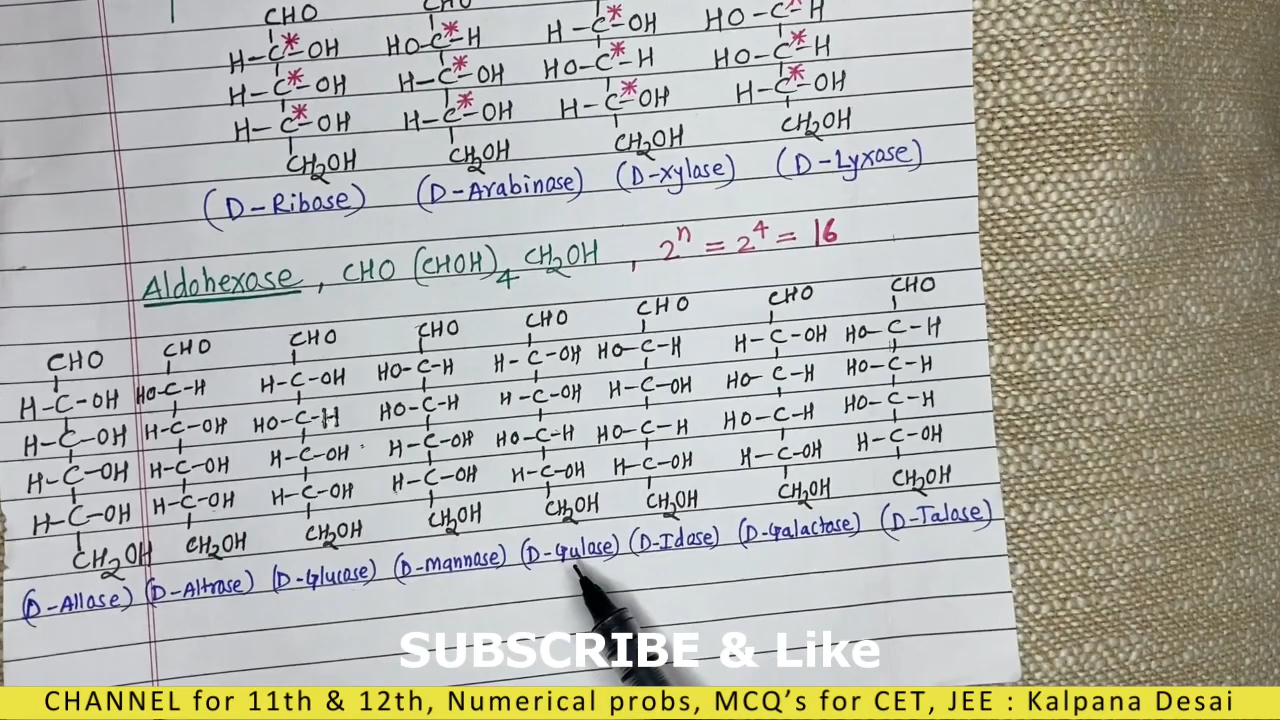 CHO CHO
H-C*-OH HO-C*-H H-C*-OH HO-C*-H
H-C*-OH H-C*-OH HO-C*-H HO-C*-H
H-C*-OH H-C*-OH H-C*-OH H-C*-OH
CH2OH CH2OH CH2OH CH2OH
(D-Ribose) (D-Arabinose) (D-xylose) (D-Lyxose)
Aldohexose, CHO (CHOH)4 CH2OH, 2^n = 2^4 = 16
CHO CHO CHO CHO CHO CHO CHO CHO
H-C-OH HO-C-H H-C-OH HO-C-H H-C-OH HO-C-H H-C-OH HO-C-H
H-C-OH H-C-OH HO-C-H HO-C-H H-C-OH H-C-OH HO-C-H HO-C-H
H-C-OH H-C-OH H-C-OH H-C-OH HO-C-H HO-C-H HO-C-H HO-C-H
H-C-OH H-C-OH H-C-OH H-C-OH H-C-OH H-C-OH H-C-OH H-C-OH
CH2OH CH2OH CH2OH CH2OH CH2OH CH2OH CH2OH CH2OH
(D-Allose) (D-Altrose) (D-Glucose) (D-mannose) (D-Gulose) (D-Idose) (D-Galactose) (D-Talose)
SUBSCRIBE & Like
CHANNEL for 11th & 12th, Numerical probs, MCQ's for CET, JEE : Kalpana Desai